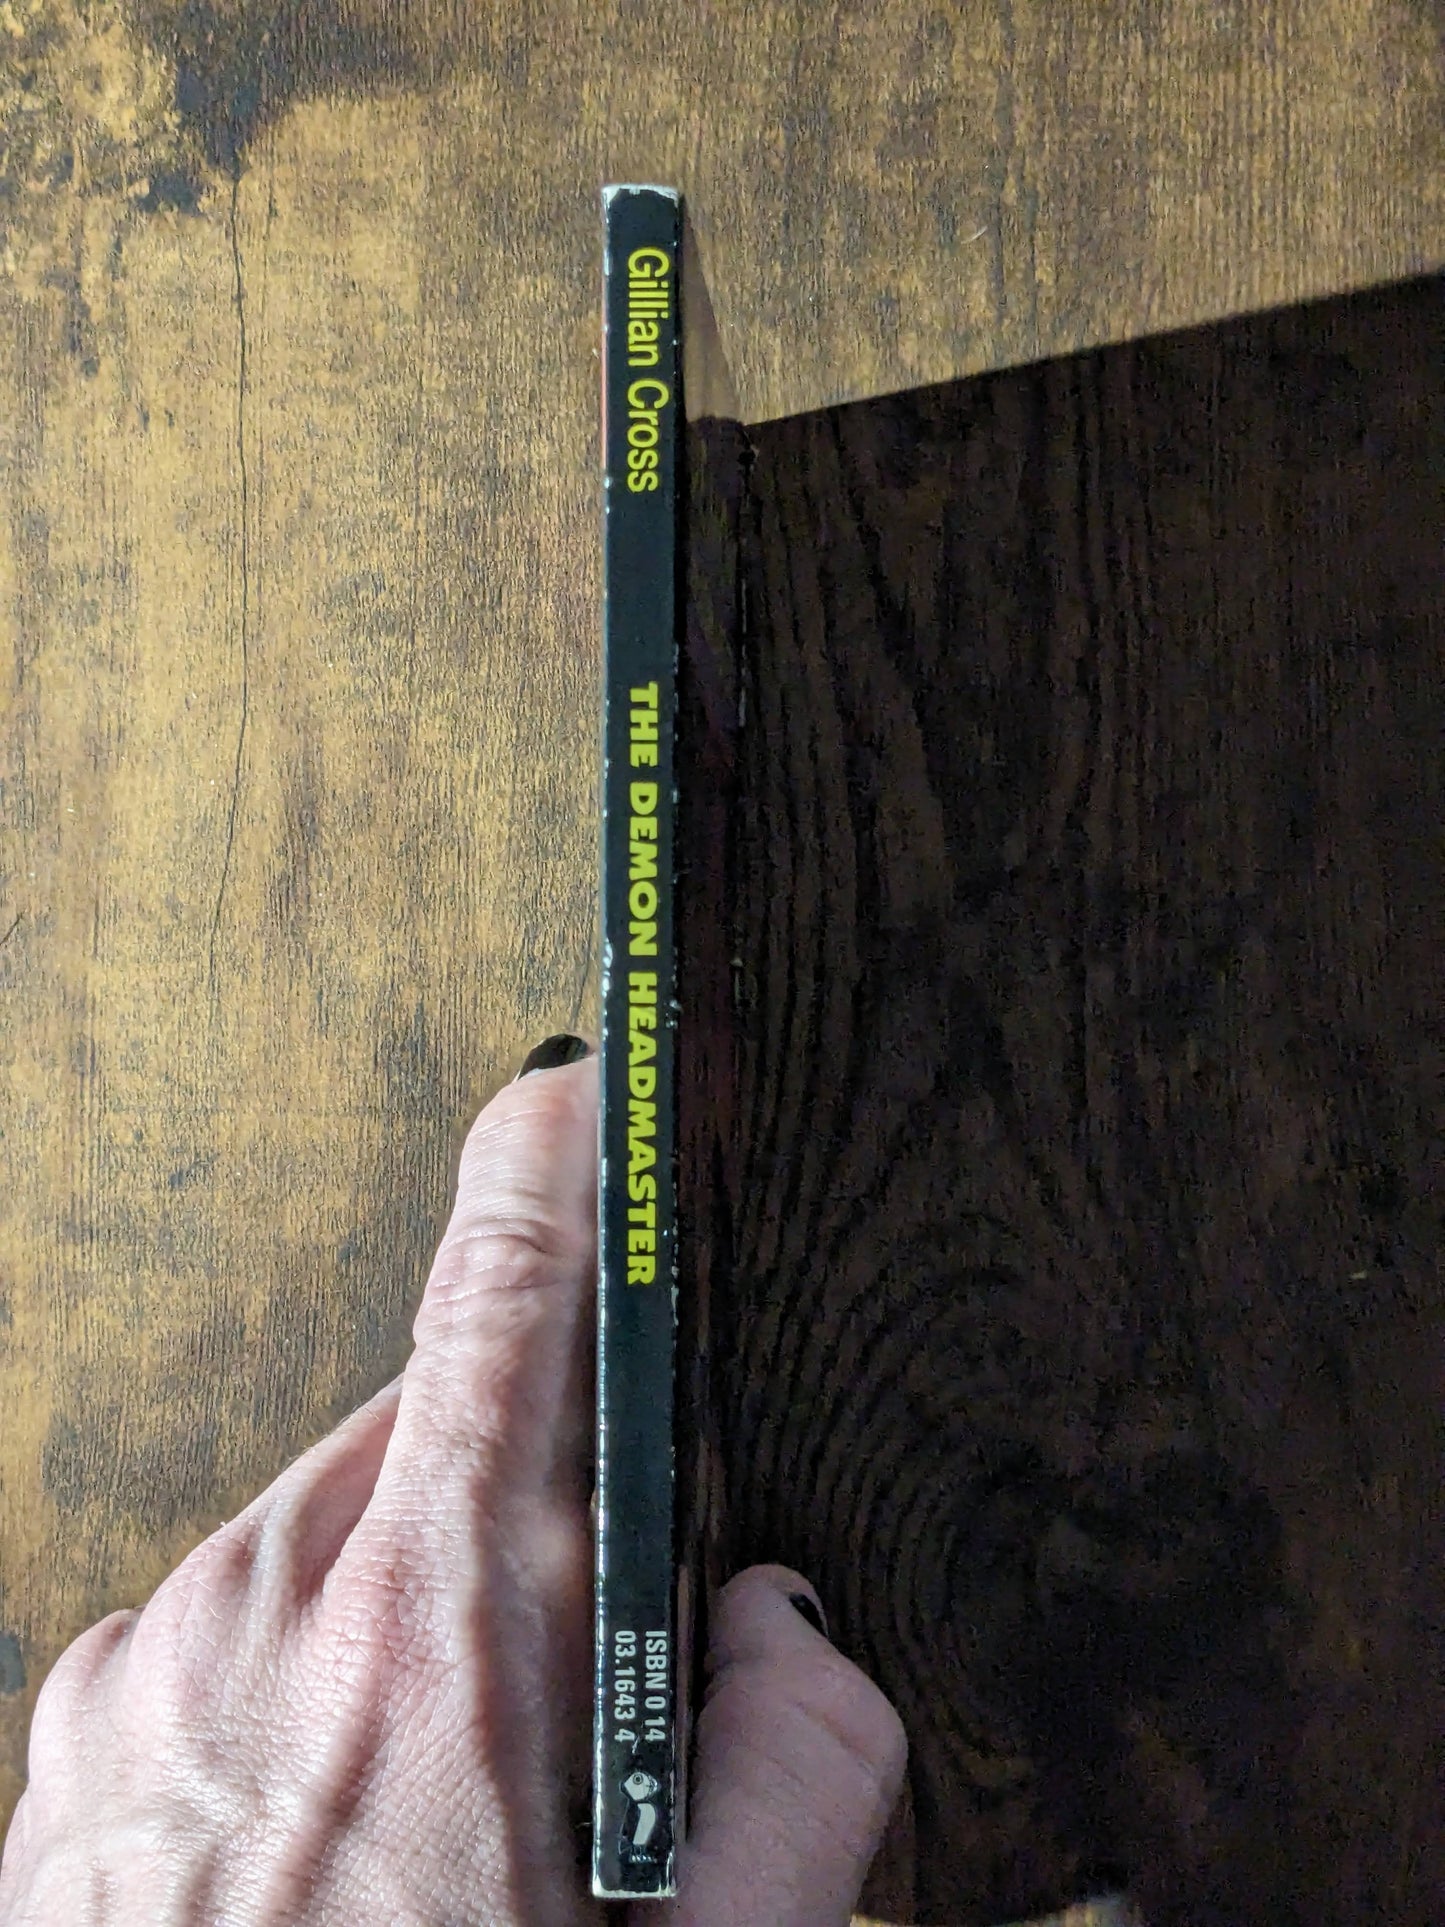 Gillian Cross
THE DEMON HEADMASTER
ISBN 0 14
03.1643 4